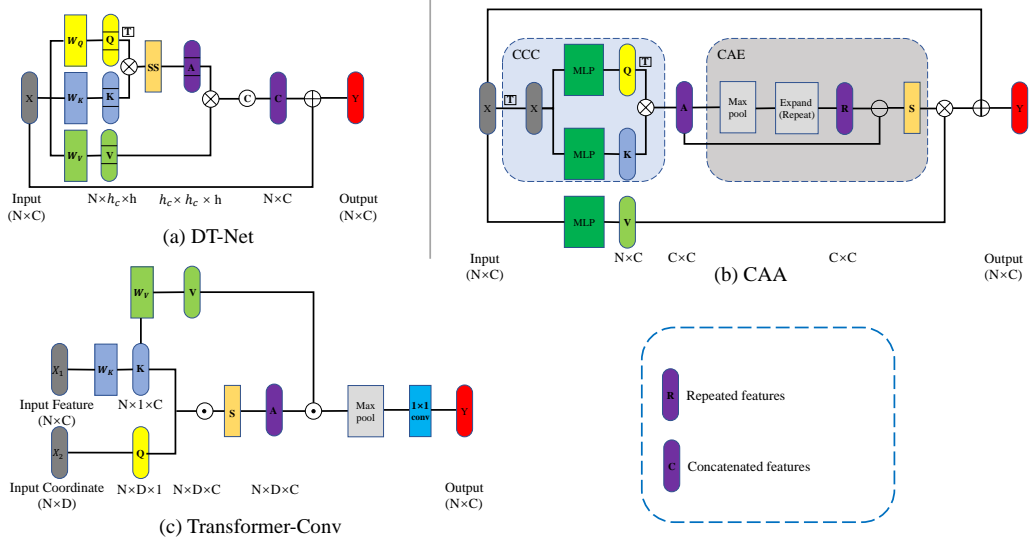 X
W_Q
W_K
W_V
Q
K
V
T
SS
A
C
C
Y
Input
(N×C)
N×h_c×h
h_c× h_c × h
N×C
Output
(N×C)
(a) DT-Net
CCC
CAE
X
T
X
MLP
MLP
MLP
Q
K
V
T
A
Max
pool
Expand
(Repeat)
R
S
Y
Input
(N×C)
N×C
C×C
C×C
Output
(N×C)
(b) CAA
W_V
V
X_1
W_K
K
Input Feature
(N×C)
N×1×C
X_2
Q
S
A
Max
pool
1×1
conv
Y
Input Coordinate
(N×D)
N×D×1
N×D×C
N×D×C
Output
(N×C)
(c) Transformer-Conv
R
Repeated features
C
Concatenated features